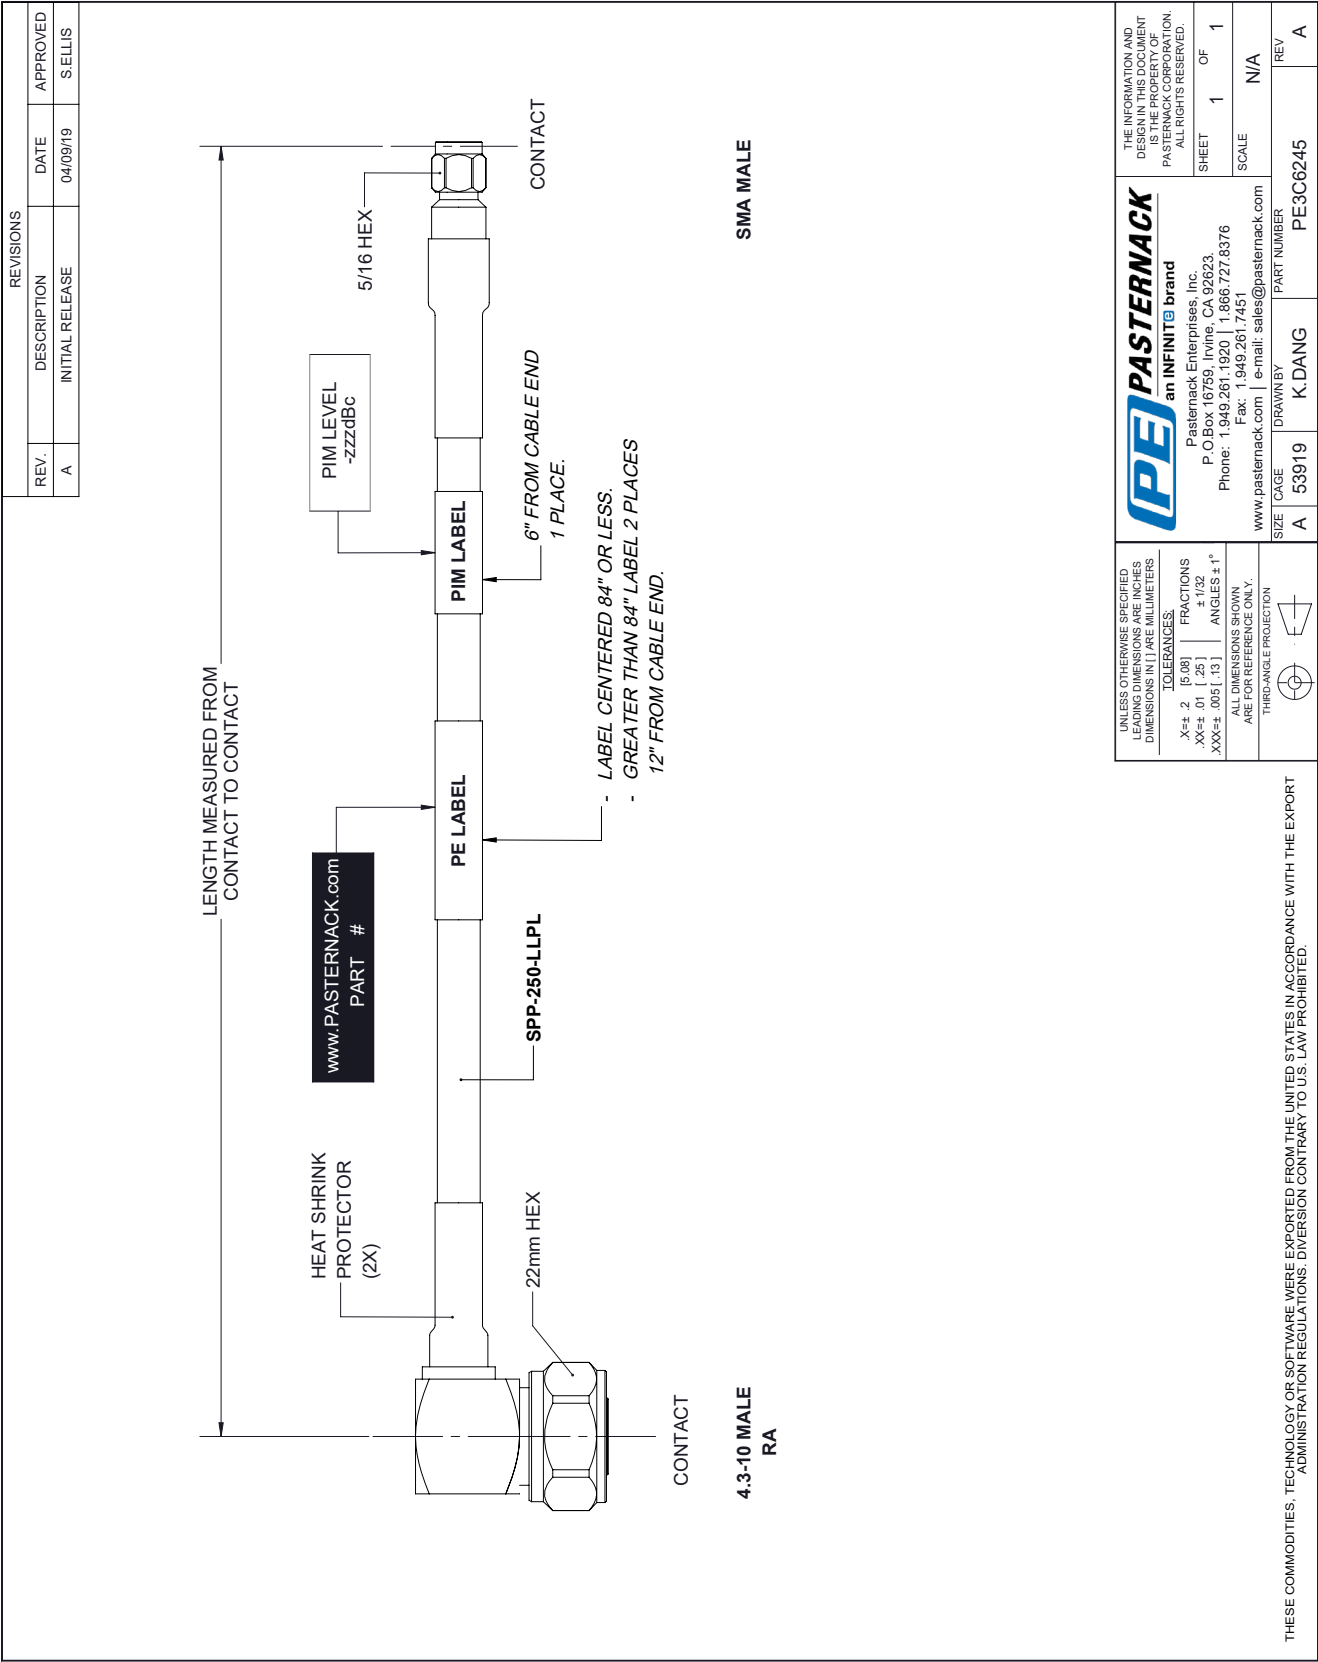 REVISIONS
REV. DESCRIPTION DATE APPROVED
A INITIAL RELEASE 04/09/19 S.ELLIS
LENGTH MEASURED FROM
CONTACT TO CONTACT
HEAT SHRINK
PROTECTOR
(2X)
www.PASTERNACK.com
PART #
PIM LEVEL
-zzzdBc
5/16 HEX
PE LABEL
PIM LABEL
22mm HEX
SPP-250-LLPL
6" FROM CABLE END
1 PLACE.
CONTACT
- LABEL CENTERED 84" OR LESS.
- GREATER THAN 84" LABEL 2 PLACES
12" FROM CABLE END.
CONTACT
4.3-10 MALE
RA
SMA MALE
UNLESS OTHERWISE SPECIFIED
LEADING DIMENSIONS ARE INCHES
DIMENSIONS IN [ ] ARE MILLIMETERS
TOLERANCES:
.X=± .2 [5.08] FRACTIONS
.XX=± .01 [ .25 ] ± 1/32
.XXX=± .005 [ .13 ] ANGLES ± 1°
ALL DIMENSIONS SHOWN
ARE FOR REFERENCE ONLY.
THIRD-ANGLE PROJECTION
PE PASTERNACK
an INFINITe brand
Pasternack Enterprises, Inc.
P.O.Box 16759, Irvine, CA 92623.
Phone: 1.949.261.1920 | 1.866.727.8376
Fax: 1.949.261.7451
www.pasternack.com | e-mail: sales@pasternack.com
THE INFORMATION AND
DESIGN IN THIS DOCUMENT
IS THE PROPERTY OF
PASTERNACK CORPORATION.
ALL RIGHTS RESERVED.
SHEET 1 OF 1
SCALE N/A
SIZE A
CAGE 53919
DRAWN BY K.DANG
PART NUMBER PE3C6245
REV A
THESE COMMODITIES, TECHNOLOGY OR SOFTWARE WERE EXPORTED FROM THE UNITED STATES IN ACCORDANCE WITH THE EXPORT
ADMINISTRATION REGULATIONS. DIVERSION CONTRARY TO U.S. LAW PROHIBITED.